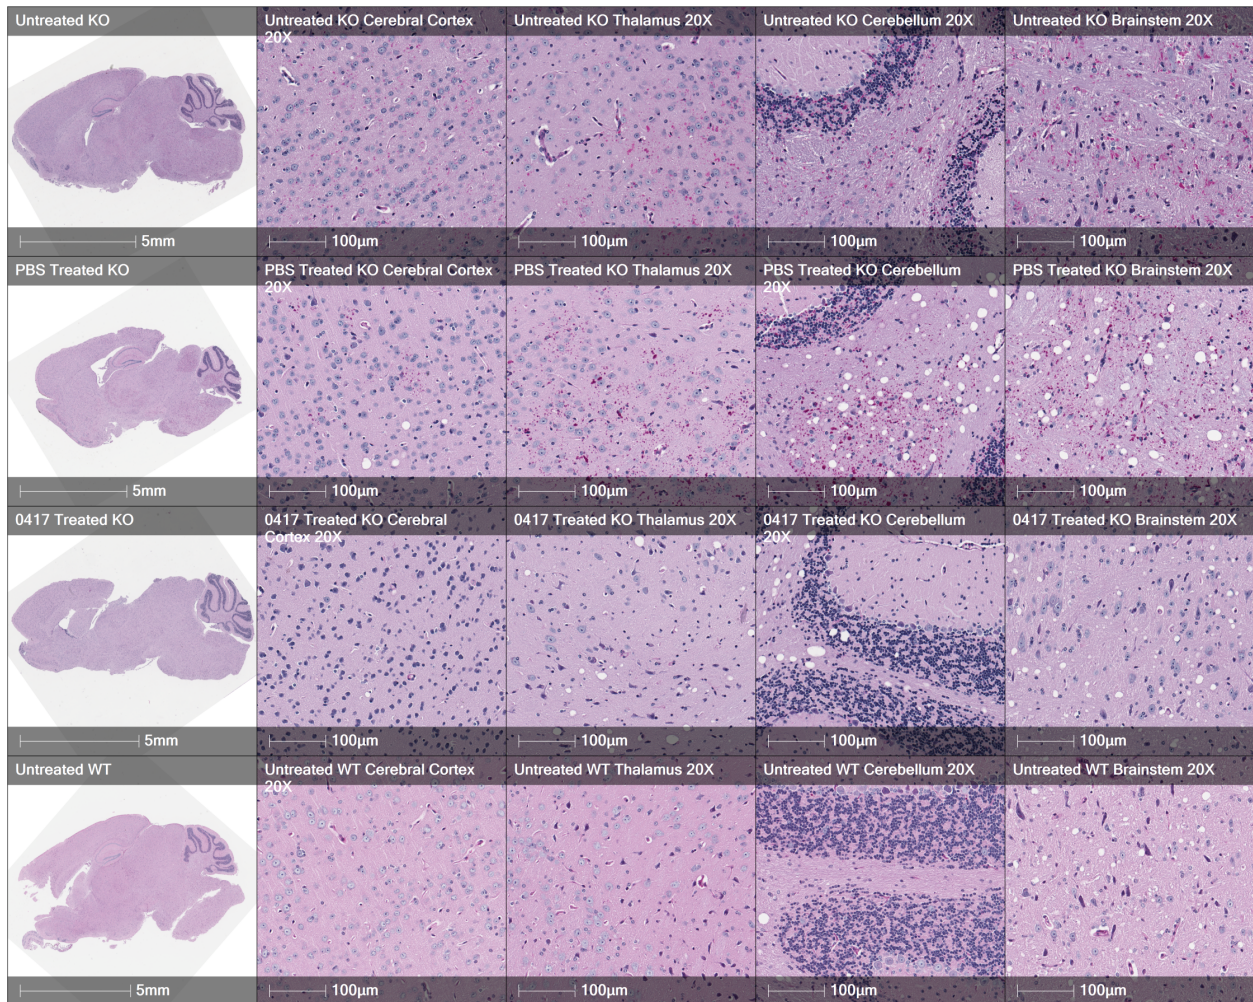 Untreated KO
Untreated KO Cerebral Cortex
20X
Untreated KO Thalamus 20X
Untreated KO Cerebellum 20X
Untreated KO Brainstem 20X
5mm
100µm
100µm
100µm
100µm
PBS Treated KO
PBS Treated KO Cerebral Cortex
20X
PBS Treated KO Thalamus 20X
PBS Treated KO Cerebellum
20X
PBS Treated KO Brainstem 20X
5mm
100µm
100µm
100µm
100µm
0417 Treated KO
0417 Treated KO Cerebral
Cortex 20X
0417 Treated KO Thalamus 20X
0417 Treated KO Cerebellum
20X
0417 Treated KO Brainstem 20X
5mm
100µm
100µm
100µm
100µm
Untreated WT
Untreated WT Cerebral Cortex
20X
Untreated WT Thalamus 20X
Untreated WT Cerebellum 20X
Untreated WT Brainstem 20X
5mm
100µm
100µm
100µm
100µm